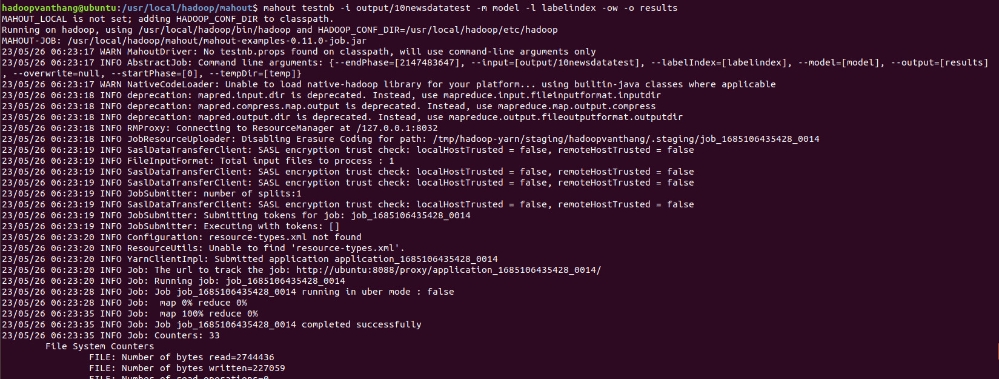 hadoopvanthang@ubuntu:/usr/local/hadoop/mahout$ mahout testnb -i output/10newsdatatest -m model -l labelindex -ow -o results
MAHOUT_LOCAL is not set; adding HADOOP_CONF_DIR to classpath.
Running on hadoop, using /usr/local/hadoop/bin/hadoop and HADOOP_CONF_DIR=/usr/local/hadoop/etc/hadoop
MAHOUT-JOB: /usr/local/hadoop/mahout/mahout-examples-0.11.0-job.jar
23/05/26 06:23:17 WARN MahoutDriver: No testnb.props found on classpath, will use command-line arguments only
23/05/26 06:23:17 INFO AbstractJob: Command line arguments: {--endPhase=[2147483647], --input=[output/10newsdatatest], --labelIndex=[labelindex], --model=[model], --output=[results]
, --overwrite=null, --startPhase=[0], --tempDir=[temp]}
23/05/26 06:23:17 WARN NativeCodeLoader: Unable to load native-hadoop library for your platform... using builtin-java classes where applicable
23/05/26 06:23:18 INFO deprecation: mapred.input.dir is deprecated. Instead, use mapreduce.input.fileinputformat.inputdir
23/05/26 06:23:18 INFO deprecation: mapred.compress.map.output is deprecated. Instead, use mapreduce.map.output.compress
23/05/26 06:23:18 INFO deprecation: mapred.output.dir is deprecated. Instead, use mapreduce.output.fileoutputformat.outputdir
23/05/26 06:23:18 INFO RMProxy: Connecting to ResourceManager at /127.0.0.1:8032
23/05/26 06:23:18 INFO JobResourceUploader: Disabling Erasure Coding for path: /tmp/hadoop-yarn/staging/hadoopvanthang/.staging/job_1685106435428_0014
23/05/26 06:23:19 INFO SaslDataTransferClient: SASL encryption trust check: localHostTrusted = false, remoteHostTrusted = false
23/05/26 06:23:19 INFO FileInputFormat: Total input files to process : 1
23/05/26 06:23:19 INFO SaslDataTransferClient: SASL encryption trust check: localHostTrusted = false, remoteHostTrusted = false
23/05/26 06:23:19 INFO SaslDataTransferClient: SASL encryption trust check: localHostTrusted = false, remoteHostTrusted = false
23/05/26 06:23:19 INFO JobSubmitter: number of splits:1
23/05/26 06:23:19 INFO SaslDataTransferClient: SASL encryption trust check: localHostTrusted = false, remoteHostTrusted = false
23/05/26 06:23:19 INFO JobSubmitter: Submitting tokens for job: job_1685106435428_0014
23/05/26 06:23:19 INFO JobSubmitter: Executing with tokens: []
23/05/26 06:23:20 INFO Configuration: resource-types.xml not found
23/05/26 06:23:20 INFO ResourceUtils: Unable to find 'resource-types.xml'.
23/05/26 06:23:20 INFO YarnClientImpl: Submitted application application_1685106435428_0014
23/05/26 06:23:20 INFO Job: The url to track the job: http://ubuntu:8088/proxy/application_1685106435428_0014/
23/05/26 06:23:20 INFO Job: Running job: job_1685106435428_0014
23/05/26 06:23:28 INFO Job: Job job_1685106435428_0014 running in uber mode : false
23/05/26 06:23:28 INFO Job:  map 0% reduce 0%
23/05/26 06:23:35 INFO Job:  map 100% reduce 0%
23/05/26 06:23:35 INFO Job: Job job_1685106435428_0014 completed successfully
23/05/26 06:23:35 INFO Job: Counters: 33
File System Counters
FILE: Number of bytes read=2744436
FILE: Number of bytes written=227059
FILE: Number of read operations=0